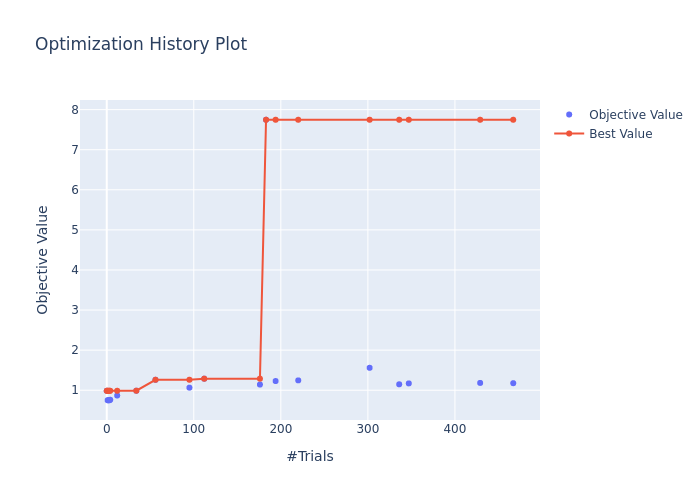 Optimization History Plot
Objective Value
Best Value
8
7
6
5
4
3
2
1
Objective Value
0
100
200
300
400
#Trials